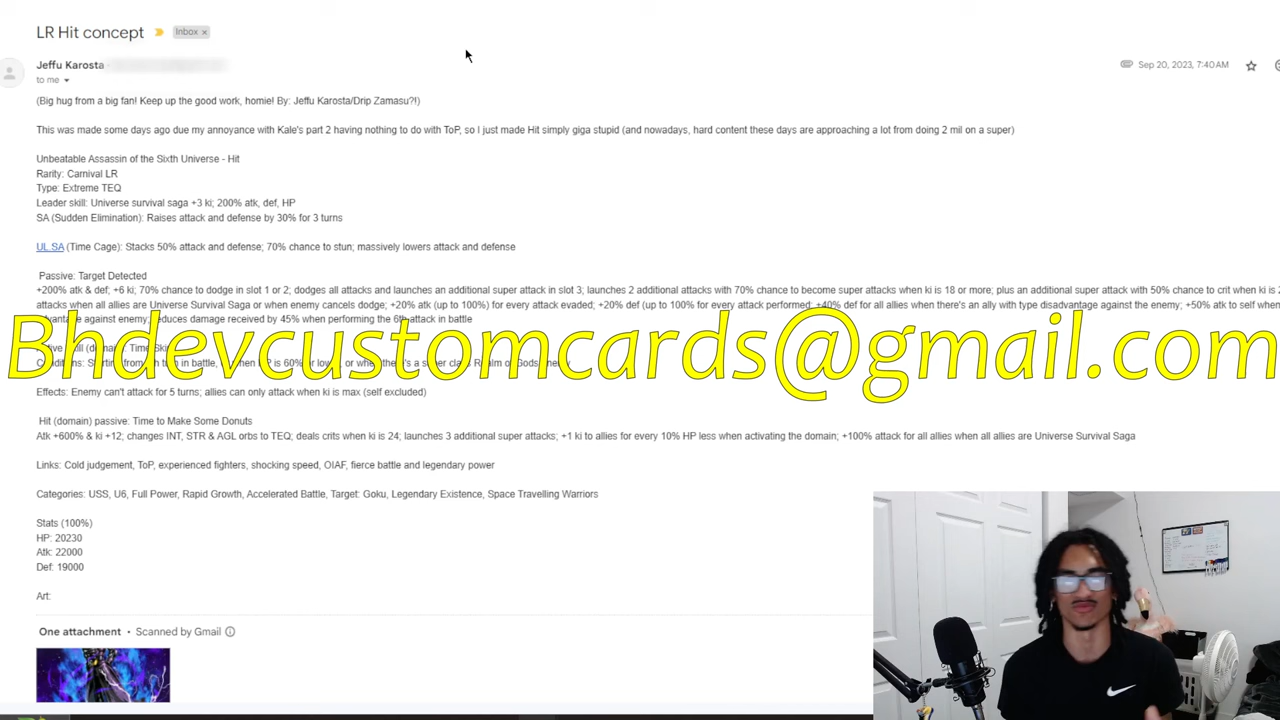 LR Hit concept
Inbox ×
Jeffu Karosta
to me
Sep 20, 2023, 7:40AM
(Big hug from a big fan! Keep up the good work, homie! By: Jeffu Karosta/Drip Zamasu?!)
This was made some days ago due my annoyance with Kale's part 2 having nothing to do with ToP, so I just made Hit simply giga stupid (and nowadays, hard content these days are approaching a lot from doing 2 mil on a super)
Unbeatable Assassin of the Sixth Universe - Hit
Rarity: Carnival LR
Type: Extreme TEQ
Leader skill: Universe survival saga +3 ki; 200% atk, def, HP
SA (Sudden Elimination): Raises attack and defense by 30% for 3 turns
UL.SA (Time Cage): Stacks 50% attack and defense; 70% chance to stun; massively lowers attack and defense
Passive: Target Detected
+200% atk & def; +6 ki; 70% chance to dodge in slot 1 or 2; dodges all attacks and launches an additional super attack in slot 3; launches 2 additional attacks with 70% chance to become super attacks when ki is 18 or more; plus an additional super attack with 50% chance to crit when ki is
attacks when all allies are Universe Survival Saga or when enemy cancels dodge; +20% atk (up to 100%) for every attack evaded; +20% def (up to 100% for every attack performed; +40% def for all allies when there's an ally with type disadvantage against the enemy; +50% atk to self when
against enemy; reduces damage received by 45% when performing the 6th attack in battle
Bhdevcustomcards@gmail.com
Effects: Enemy can't attack for 5 turns; allies can only attack when ki is max (self excluded)
Hit (domain) passive: Time to Make Some Donuts
Atk +600% & ki +12; changes INT, STR & AGL orbs to TEQ; deals crits when ki is 24; launches 3 additional super attacks; +1 ki to allies for every 10% HP less when activating the domain; +100% attack for all allies when all allies are Universe Survival Saga
Links: Cold judgement, ToP, experienced fighters, shocking speed, OIAF, fierce battle and legendary power
Categories: USS, U6, Full Power, Rapid Growth, Accelerated Battle, Target: Goku, Legendary Existence, Space Travelling Warriors
Stats (100%)
HP: 20230
Atk: 22000
Def: 19000
Art:
One attachment • Scanned by Gmail